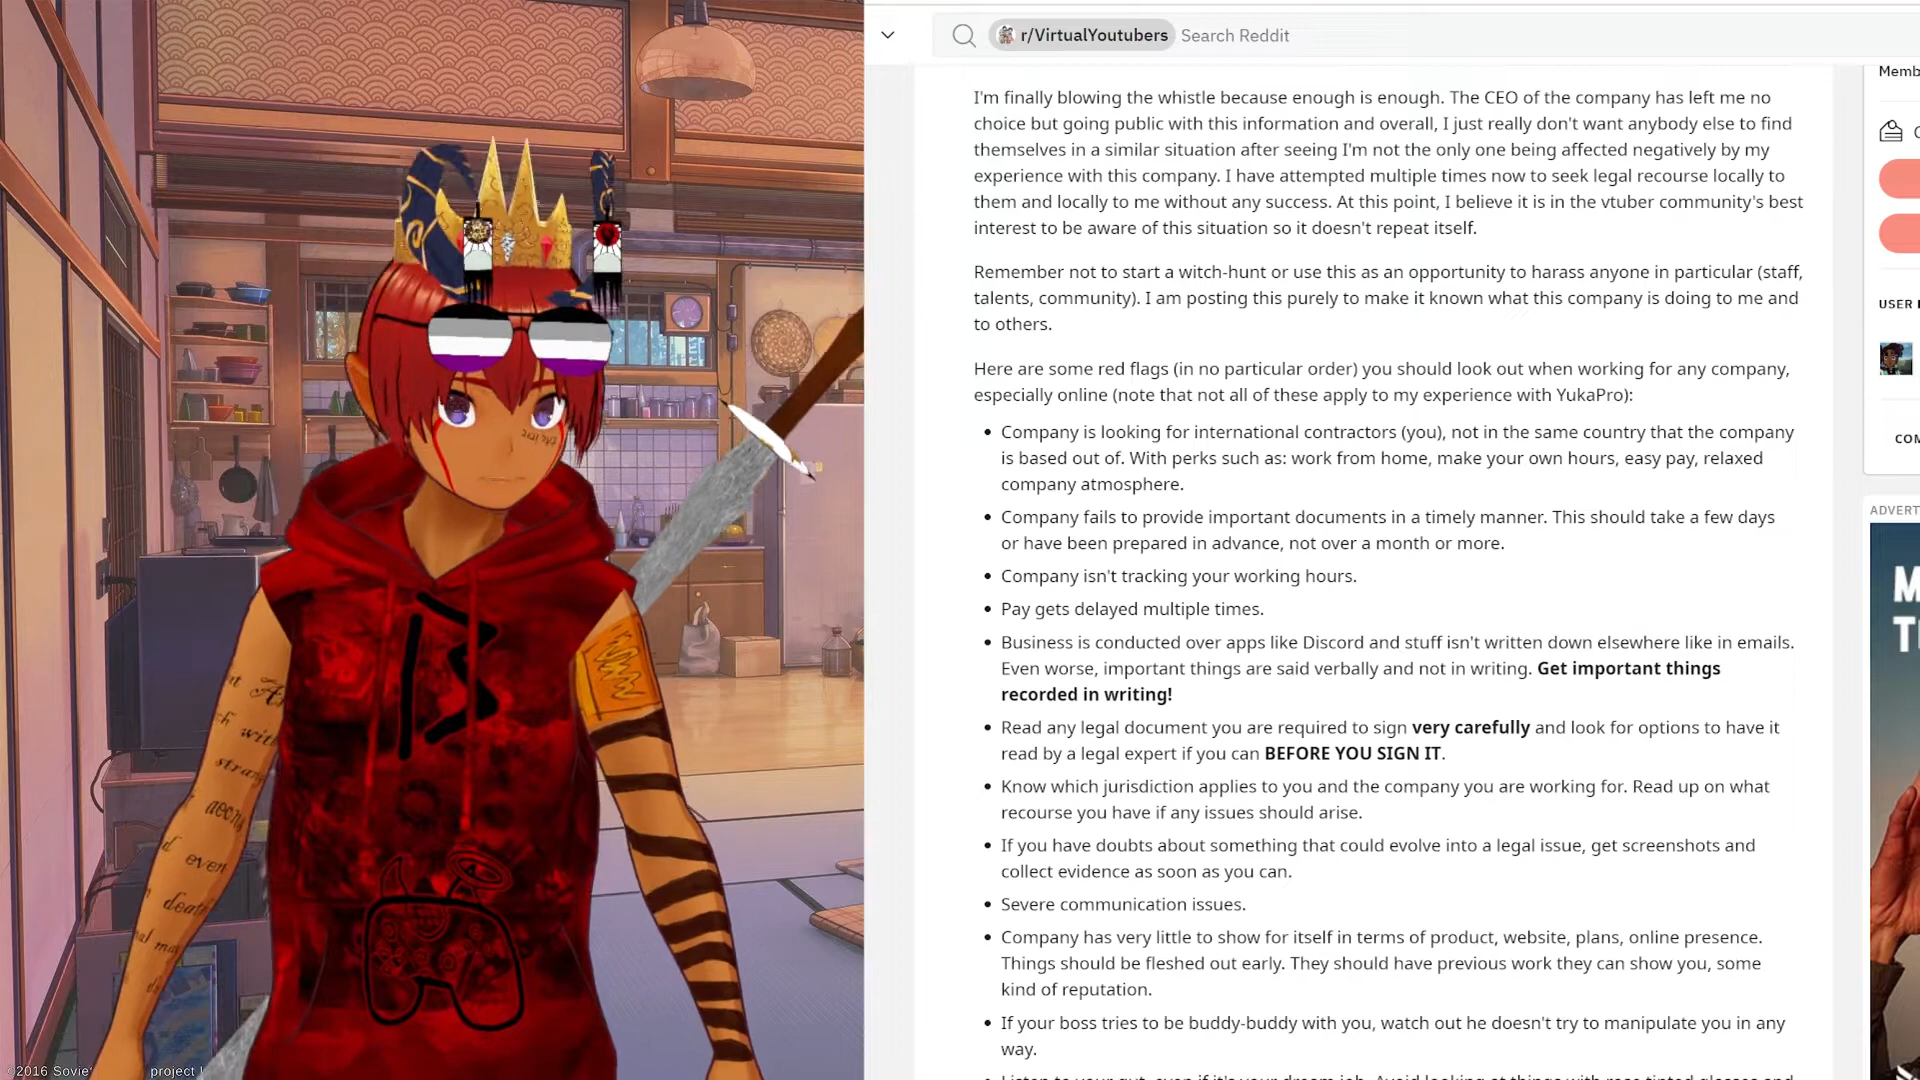 r/VirtualYoutubers Search Reddit
Memb
I'm finally blowing the whistle because enough is enough. The CEO of the company has left me no
choice but going public with this information and overall, I just really don't want anybody else to find
themselves in a similar situation after seeing I'm not the only one being affected negatively by my
experience with this company. I have attempted multiple times now to seek legal recourse locally to
them and locally to me without any success. At this point, I believe it is in the vtuber community's best
interest to be aware of this situation so it doesn't repeat itself.
Remember not to start a witch-hunt or use this as an opportunity to harass anyone in particular (staff,
talents, community). I am posting this purely to make it known what this company is doing to me and
to others.
USER
Here are some red flags (in no particular order) you should look out when working for any company,
especially online (note that not all of these apply to my experience with YukaPro):
COM
• Company is looking for international contractors (you), not in the same country that the company
is based out of. With perks such as: work from home, make your own hours, easy pay, relaxed
company atmosphere.
ADVERT
• Company fails to provide important documents in a timely manner. This should take a few days
or have been prepared in advance, not over a month or more.
• Company isn't tracking your working hours.
• Pay gets delayed multiple times.
• Business is conducted over apps like Discord and stuff isn't written down elsewhere like in emails.
Even worse, important things are said verbally and not in writing. Get important things
recorded in writing!
• Read any legal document you are required to sign very carefully and look for options to have it
read by a legal expert if you can BEFORE YOU SIGN IT.
• Know which jurisdiction applies to you and the company you are working for. Read up on what
recourse you have if any issues should arise.
• If you have doubts about something that could evolve into a legal issue, get screenshots and
collect evidence as soon as you can.
• Severe communication issues.
• Company has very little to show for itself in terms of product, website, plans, online presence.
Things should be fleshed out early. They should have previous work they can show you, some
kind of reputation.
• If your boss tries to be buddy-buddy with you, watch out he doesn't try to manipulate you in any
way.
M
T
B
with
even
death
©2016 Sovie project